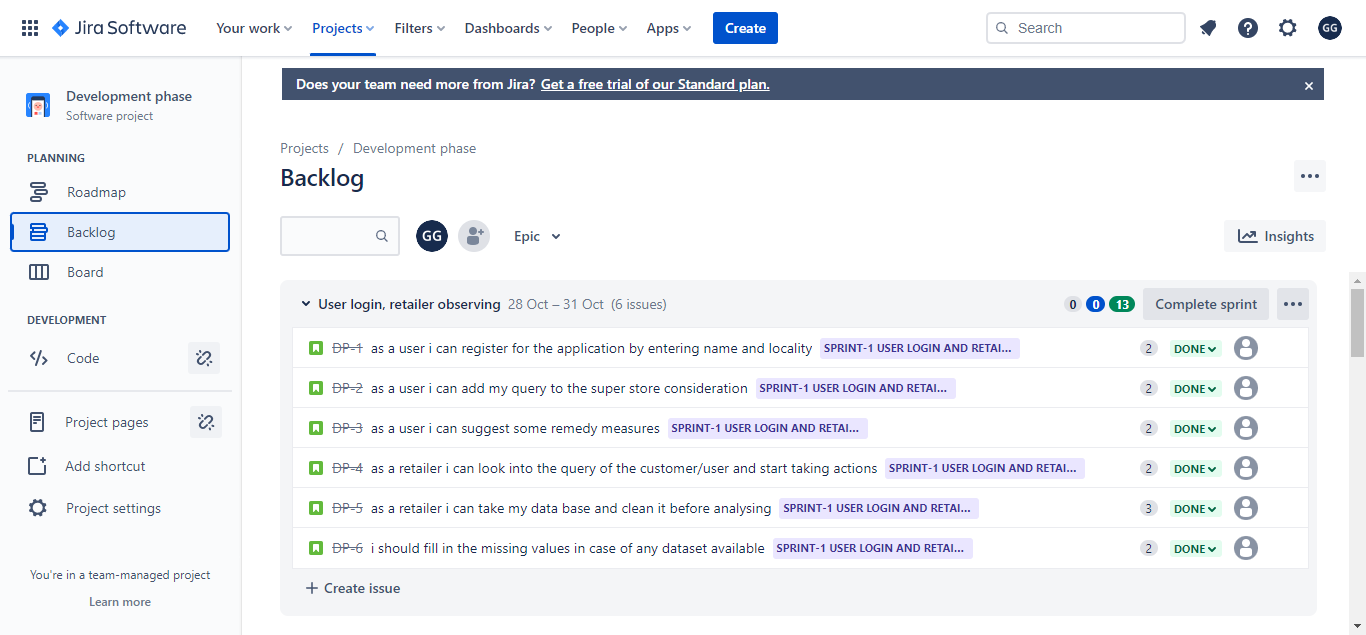 Jira Software Your work Projects Filters Dashboards People Apps Create Search GG
Does your team need more from Jira? Get a free trial of our Standard plan.
Development phase
Software project
PLANNING
Roadmap
Backlog
Board
DEVELOPMENT
Code
Project pages
Add shortcut
Project settings
You're in a team-managed project
Learn more
Projects / Development phase
Backlog
GG Epic Insights
User login, retailer observing 28 Oct – 31 Oct (6 issues) 0 0 13 Complete sprint
DP-1 as a user i can register for the application by entering name and locality SPRINT-1 USER LOGIN AND RETAI... 2 DONE
DP-2 as a user i can add my query to the super store consideration SPRINT-1 USER LOGIN AND RETAI... 2 DONE
DP-3 as a user i can suggest some remedy measures SPRINT-1 USER LOGIN AND RETAI... 2 DONE
DP-4 as a retailer i can look into the query of the customer/user and start taking actions SPRINT-1 USER LOGIN AND RETAI... 2 DONE
DP-5 as a retailer i can take my data base and clean it before analysing SPRINT-1 USER LOGIN AND RETAI... 3 DONE
DP-6 i should fill in the missing values in case of any dataset available SPRINT-1 USER LOGIN AND RETAI... 2 DONE
+ Create issue